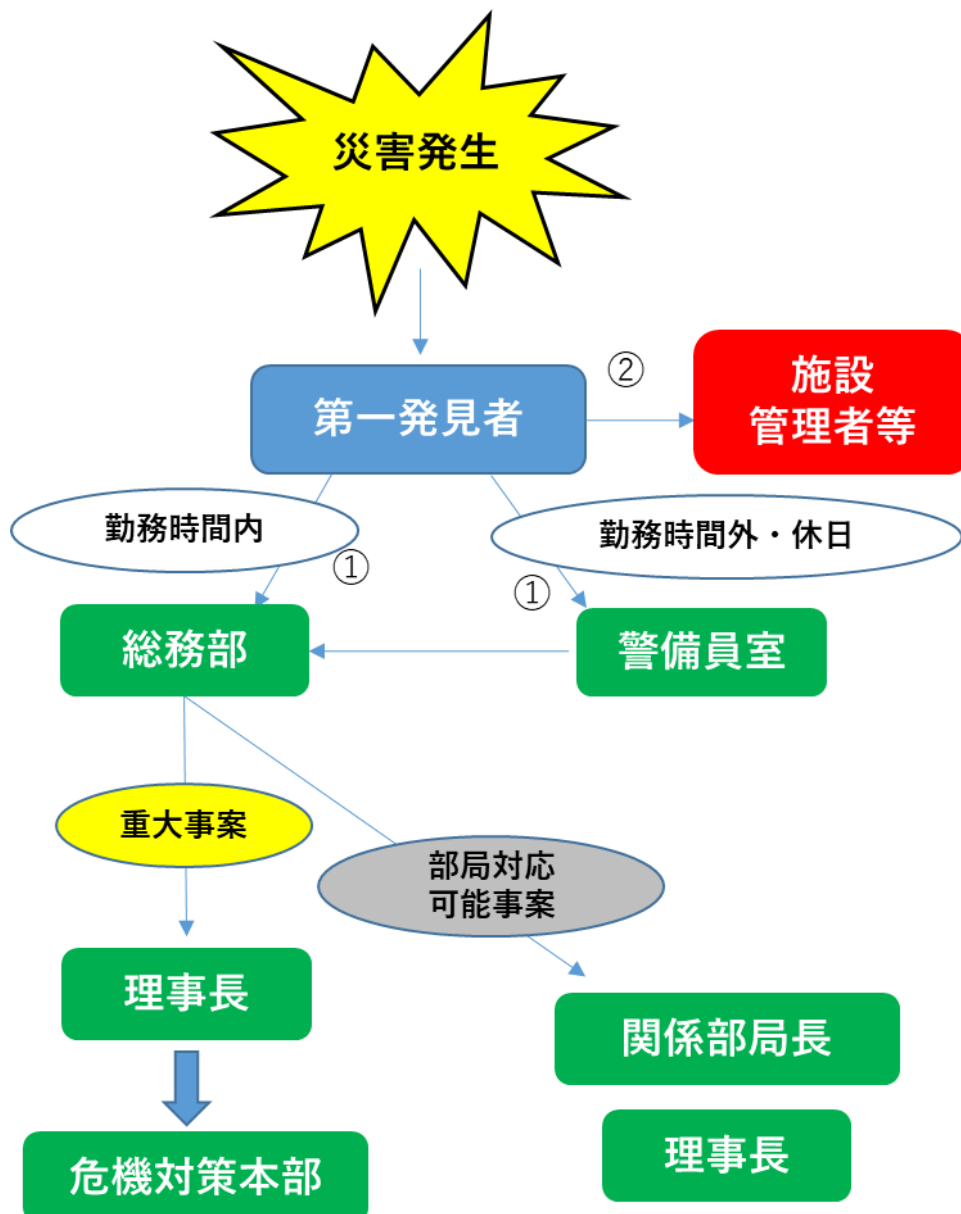 災害発生
第一発見者
②
施設
管理者等
勤務時間内
勤務時間外・休日
①
①
総務部
警備員室
重大事案
部局対応
可能事案
理事長
関係部局長
理事長
危機対策本部